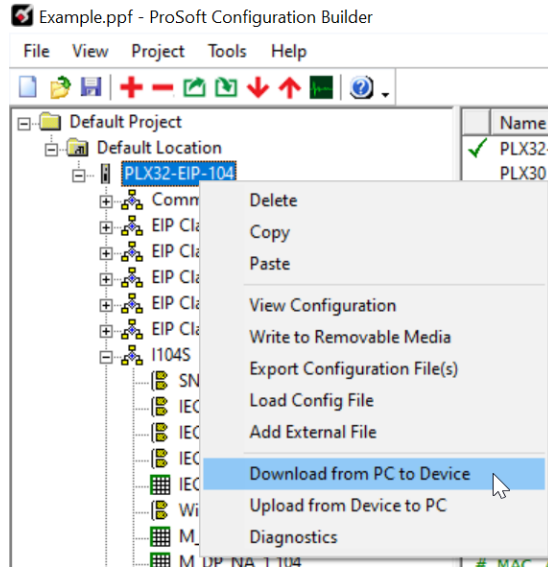 Example.ppf - ProSoft Configuration Builder
File View Project Tools Help
Default Project
Default Location
PLX32-EIP-104
Comm
EIP Cla
EIP Cla
EIP Cla
EIP Cla
EIP Cla
I104S
SN
IEC
IEC
IEC
IEC
Wi
M_
M_DP_NA_1_104
Name
PLX32-
PLX30
Delete
Copy
Paste
View Configuration
Write to Removable Media
Export Configuration File(s)
Load Config File
Add External File
Download from PC to Device
Upload from Device to PC
Diagnostics
# MAC